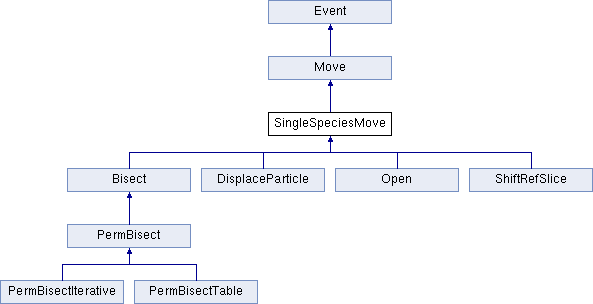 Event
Move
SingleSpeciesMove
Bisect
DisplaceParticle
Open
ShiftRefSlice
PermBisect
PermBisectIterative
PermBisectTable